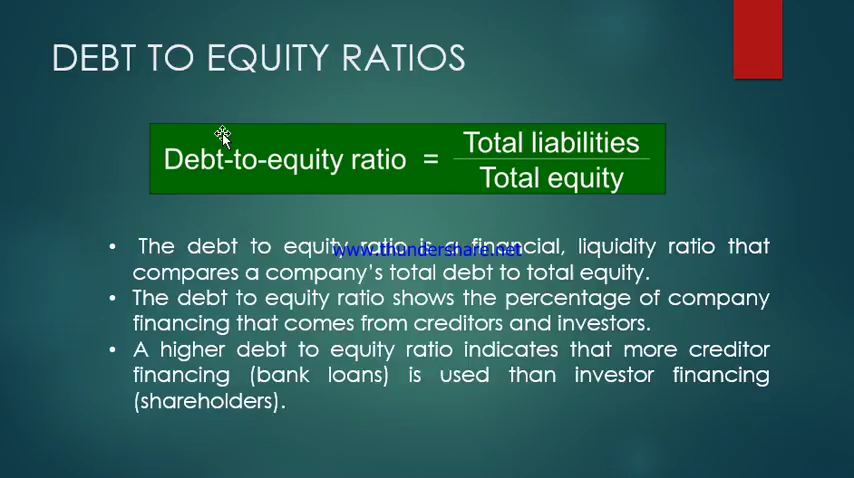 DEBT TO EQUITY RATIOS
Debt-to-equity ratio = Total liabilities
Total equity
• The debt to equity ratio is a financial, liquidity ratio that
www.thundershare.net
compares a company's total debt to total equity.
• The debt to equity ratio shows the percentage of company
financing that comes from creditors and investors.
• A higher debt to equity ratio indicates that more creditor
financing (bank loans) is used than investor financing
(shareholders).